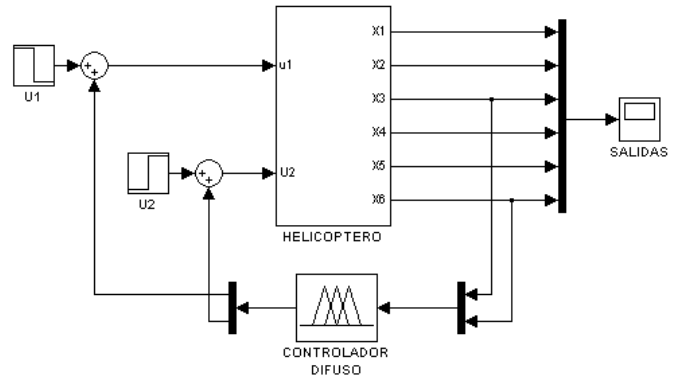 U1
+
+
U2
+
+
u1
U2
X1
X2
X3
X4
X5
X6
HELICOPTERO
SALIDAS
CONTROLADOR
DIFUSO